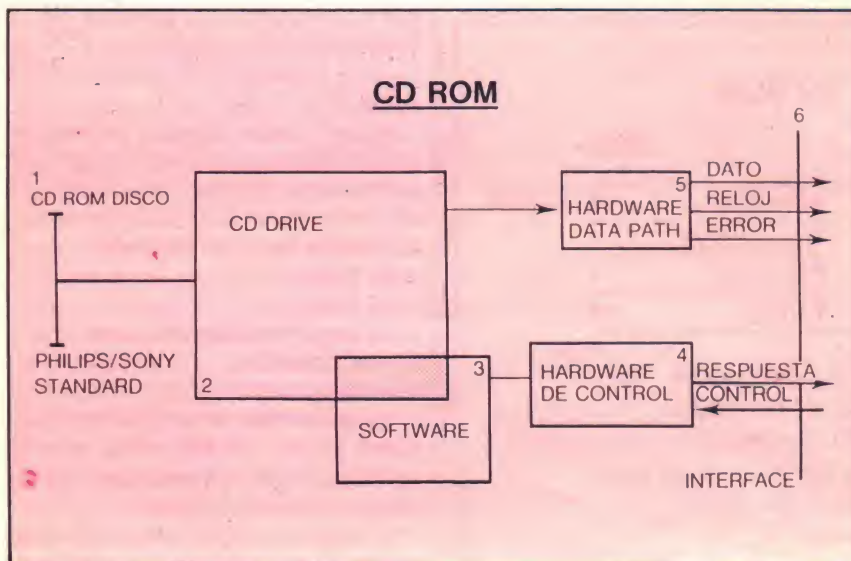 CD ROM
1
CD ROM DISCO
PHILIPS/SONY
STANDARD
CD DRIVE
2
3
SOFTWARE
5
HARDWARE
DATA PATH
4
HARDWARE
DE CONTROL
6
DATO
RELOJ
ERROR
RESPUESTA
CONTROL
INTERFACE